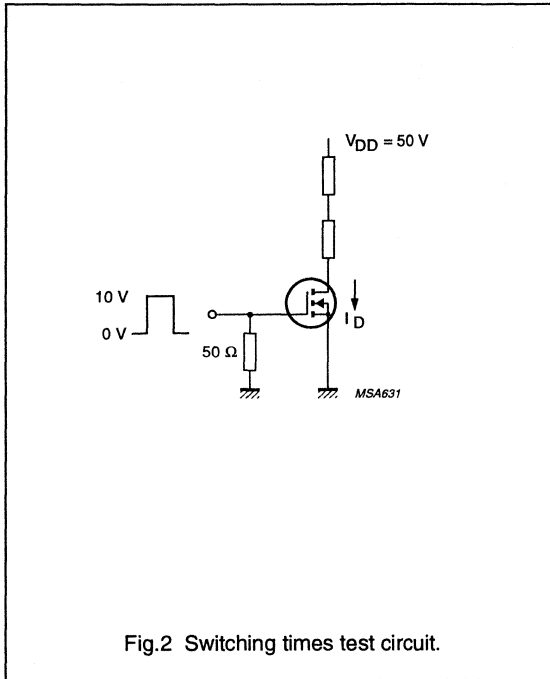 V_DD = 50 V
10 V
0 V
50 Ω
I_D
MSA631
Fig.2 Switching times test circuit.